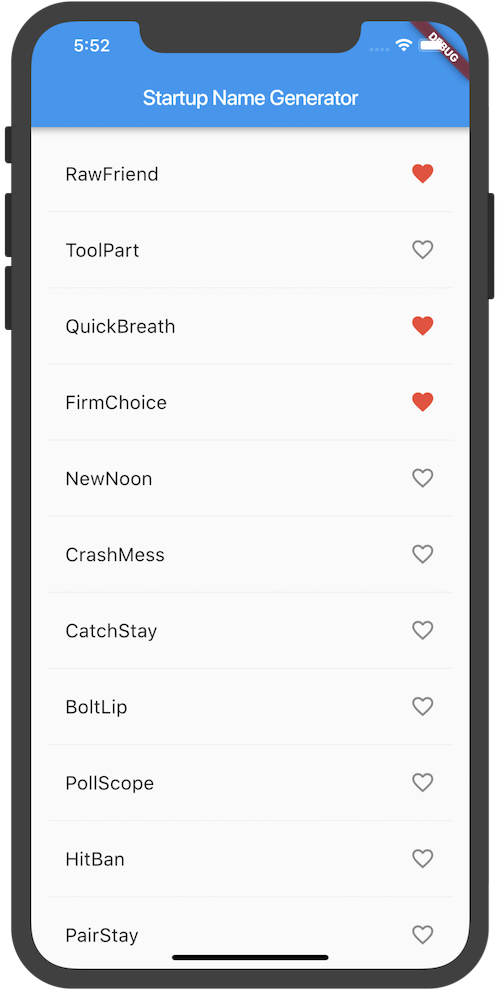 5:52
DEBUG
Startup Name Generator
RawFriend
ToolPart
QuickBreath
FirmChoice
NewNoon
CrashMess
CatchStay
BoltLip
PollScope
HitBan
PairStay